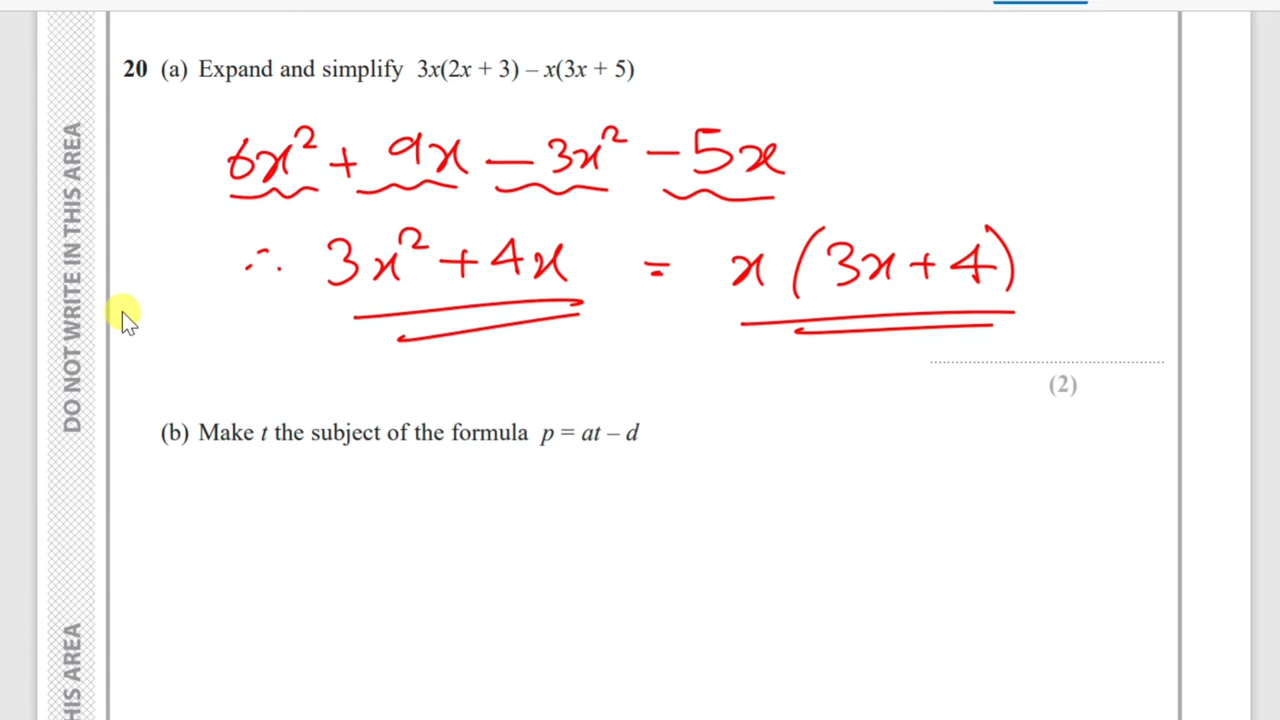 20 (a) Expand and simplify 3x(2x + 3) – x(3x + 5)
6x² + 9x – 3x² – 5x
∴ 3x² + 4x = x(3x + 4)
(2)
(b) Make t the subject of the formula p = at – d
DO NOT WRITE IN THIS AREA
HIS AREA